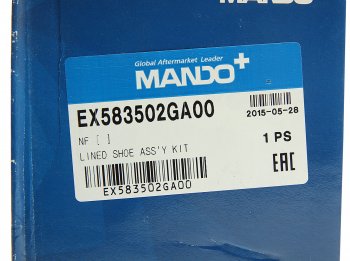 MANDO
Global Aftermarket Leader
MANDO+
EX583502GA00
2015-05-28
NF [ ]
1 PS
LINED SHOE ASS'Y KIT
EX583502GA00
EAC